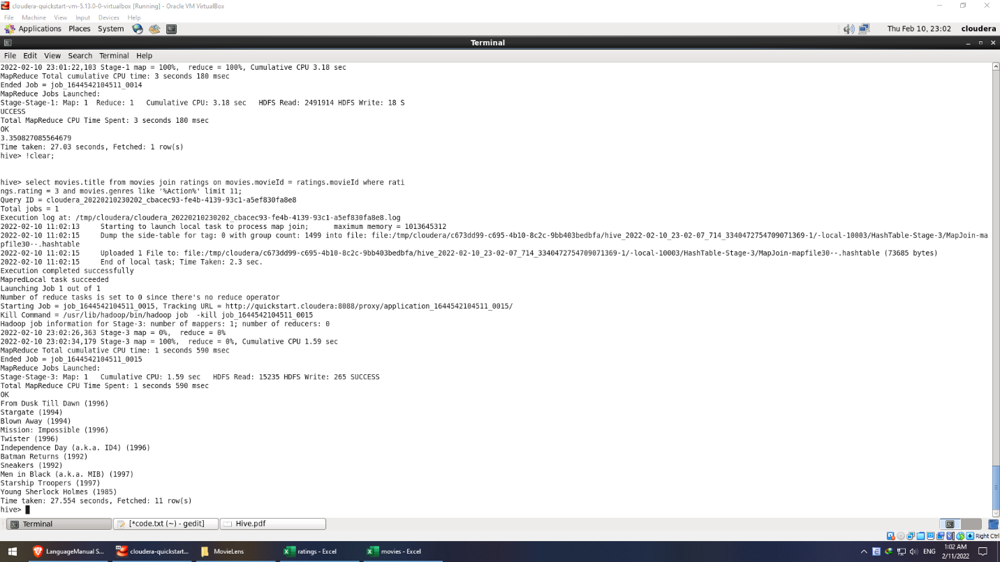 cloudera-quickstart-vm-5.13.0-0-virtualbox [Running] - Oracle VM VirtualBox
File Machine View Input Devices Help
Applications Places System Thu Feb 10, 23:02 cloudera
Terminal
File Edit View Search Terminal Help
2022-02-10 23:01:22,103 Stage-1 map = 100%,  reduce = 100%, Cumulative CPU 3.18 sec
MapReduce Total cumulative CPU time: 3 seconds 180 msec
Ended Job = job_1644542104511_0014
MapReduce Jobs Launched:
Stage-Stage-1: Map: 1  Reduce: 1   Cumulative CPU: 3.18 sec   HDFS Read: 2491914 HDFS Write: 18 S
UCCESS
Total MapReduce CPU Time Spent: 3 seconds 180 msec
OK
3.350827085564679
Time taken: 27.03 seconds, Fetched: 1 row(s)
hive> !clear;
hive> select movies.title from movies join ratings on movies.movieId = ratings.movieId where rati
ngs.rating = 3 and movies.genres like '%Action%' limit 11;
Query ID = cloudera_20220210230202_cbacec93-fe4b-4139-93c1-a5ef830fa8e8
Total jobs = 1
Execution log at: /tmp/cloudera/cloudera_20220210230202_cbacec93-fe4b-4139-93c1-a5ef830fa8e8.log
2022-02-10 11:02:13     Starting to launch local task to process map join;      maximum memory = 1013645312
2022-02-10 11:02:15     Dump the side-table for tag: 0 with group count: 1499 into file: file:/tmp/cloudera/c673dd99-c695-4b10-8c2c-9bb403bedbfa/hive_2022-02-10_23-02-07_714_3340472754709071369-1/-local-10003/HashTable-Stage-3/MapJoin-ma
pfile30--.hashtable
2022-02-10 11:02:15     Uploaded 1 File to: file:/tmp/cloudera/c673dd99-c695-4b10-8c2c-9bb403bedbfa/hive_2022-02-10_23-02-07_714_3340472754709071369-1/-local-10003/HashTable-Stage-3/MapJoin-mapfile30--.hashtable (73685 bytes)
2022-02-10 11:02:15     End of local task; Time Taken: 2.3 sec.
Execution completed successfully
MapredLocal task succeeded
Launching Job 1 out of 1
Number of reduce tasks is set to 0 since there's no reduce operator
Starting Job = job_1644542104511_0015, Tracking URL = http://quickstart.cloudera:8088/proxy/application_1644542104511_0015/
Kill Command = /usr/lib/hadoop/bin/hadoop job  -kill job_1644542104511_0015
Hadoop job information for Stage-3: number of mappers: 1; number of reducers: 0
2022-02-10 23:02:26,363 Stage-3 map = 0%,  reduce = 0%
2022-02-10 23:02:34,179 Stage-3 map = 100%,  reduce = 0%, Cumulative CPU 1.59 sec
MapReduce Total cumulative CPU time: 1 seconds 590 msec
Ended Job = job_1644542104511_0015
MapReduce Jobs Launched:
Stage-Stage-3: Map: 1   Cumulative CPU: 1.59 sec   HDFS Read: 15235 HDFS Write: 265 SUCCESS
Total MapReduce CPU Time Spent: 1 seconds 590 msec
OK
From Dusk Till Dawn (1996)
Stargate (1994)
Blown Away (1994)
Mission: Impossible (1996)
Twister (1996)
Independence Day (a.k.a. ID4) (1996)
Batman Returns (1992)
Sneakers (1992)
Men in Black (a.k.a. MIB) (1997)
Starship Troopers (1997)
Young Sherlock Holmes (1985)
Time taken: 27.554 seconds, Fetched: 11 row(s)
hive>
Terminal [*code.txt (~) - gedit] Hive.pdf
Right Ctrl
LanguageManual S... cloudera-quickstart... MovieLens ratings - Excel movies - Excel ENG 1:02 AM
2/11/2022